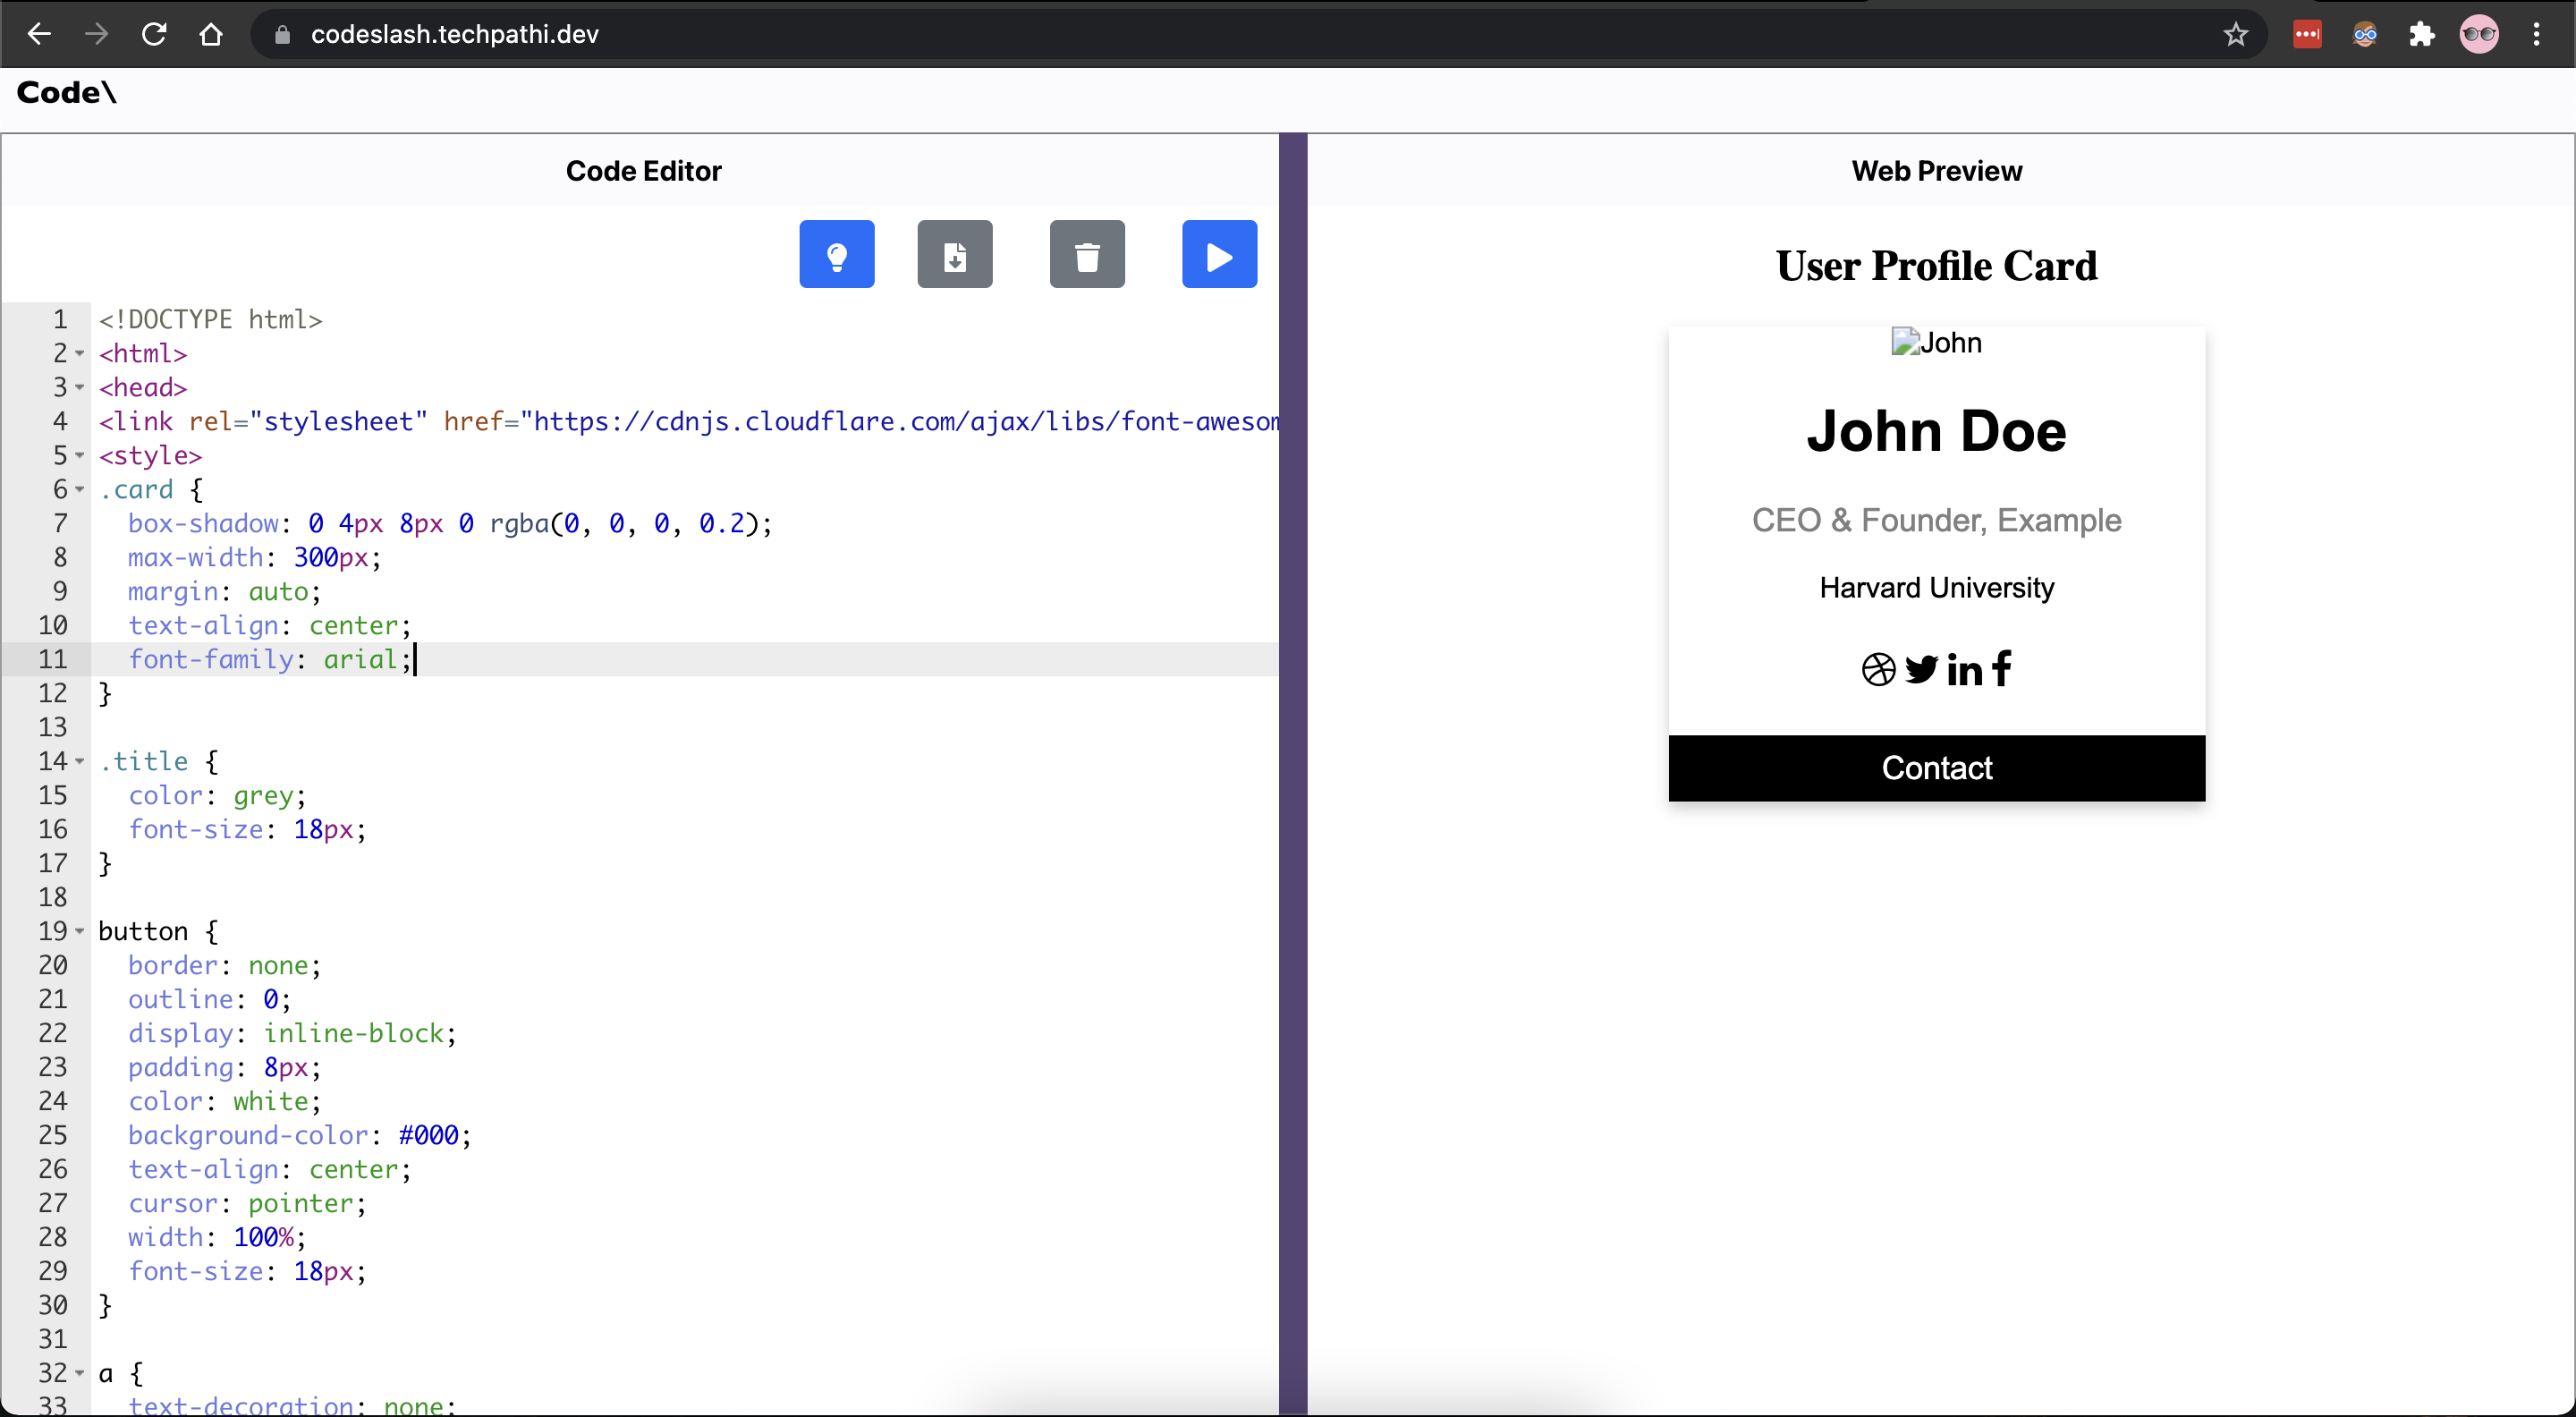 codeslash.techpathi.dev
Code\
Code Editor
1 <!DOCTYPE html>
2 <html>
3 <head>
4 <link rel="stylesheet" href="https://cdnjs.cloudflare.com/ajax/libs/font-awesom
5 <style>
6 .card {
7   box-shadow: 0 4px 8px 0 rgba(0, 0, 0, 0.2);
8   max-width: 300px;
9   margin: auto;
10   text-align: center;
11   font-family: arial;
12 }
13
14 .title {
15   color: grey;
16   font-size: 18px;
17 }
18
19 button {
20   border: none;
21   outline: 0;
22   display: inline-block;
23   padding: 8px;
24   color: white;
25   background-color: #000;
26   text-align: center;
27   cursor: pointer;
28   width: 100%;
29   font-size: 18px;
30 }
31
32 a {
33   text-decoration: none;
Web Preview
User Profile Card
John
John Doe
CEO & Founder, Example
Harvard University
Contact